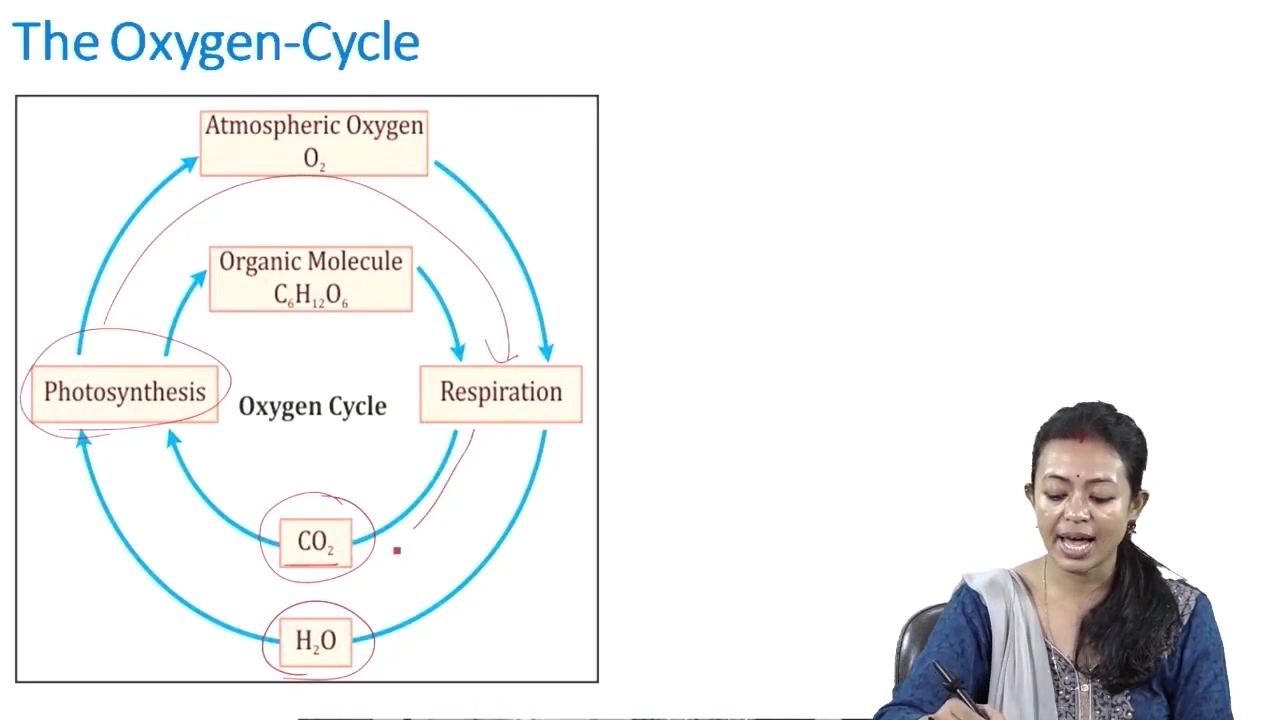 The Oxygen-Cycle
Atmospheric Oxygen
O₂
Organic Molecule
C₆H₁₂O₆
Photosynthesis
Oxygen Cycle
Respiration
CO₂
H₂O